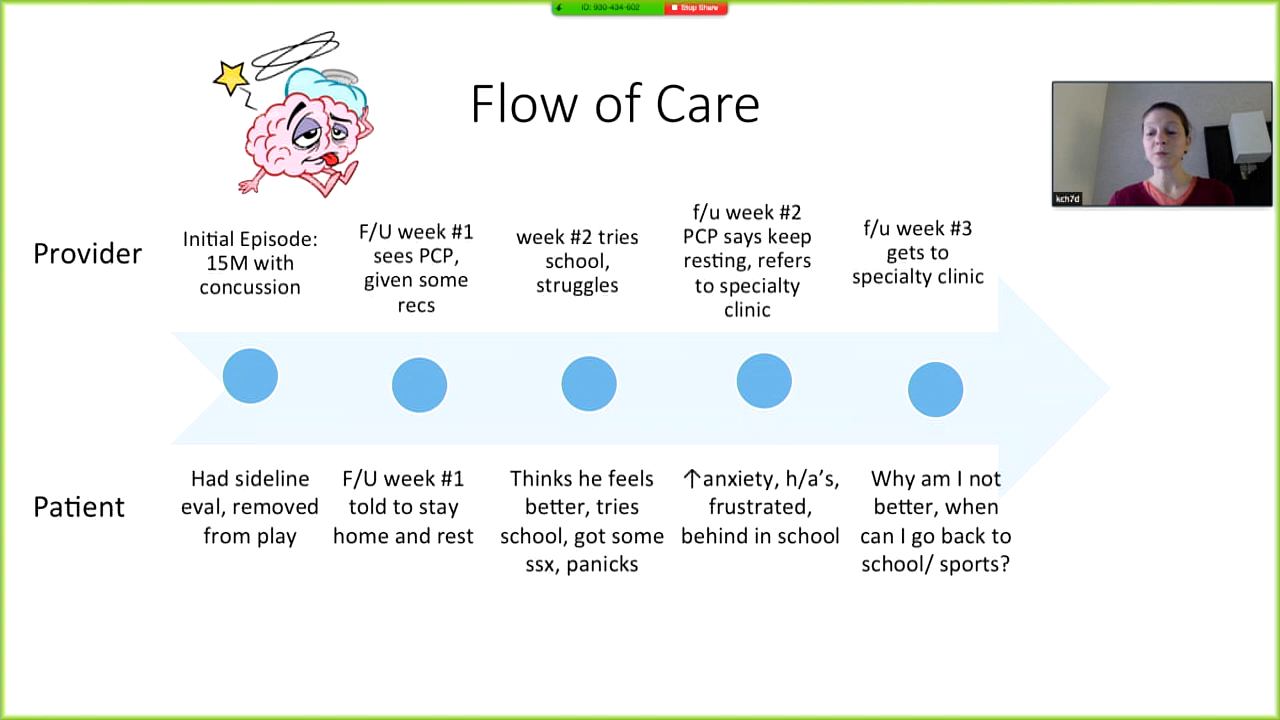 ID: 930-434-602
Stop Share
Flow of Care
kch7d
Provider
Initial Episode:
15M with
concussion
F/U week #1
sees PCP,
given some
recs
week #2 tries
school,
struggles
f/u week #2
PCP says keep
resting, refers
to specialty
clinic
f/u week #3
gets to
specialty clinic
Patient
Had sideline
eval, removed
from play
F/U week #1
told to stay
home and rest
Thinks he feels
better, tries
school, got some
ssx, panicks
↑anxiety, h/a’s,
frustrated,
behind in school
Why am I not
better, when
can I go back to
school/ sports?